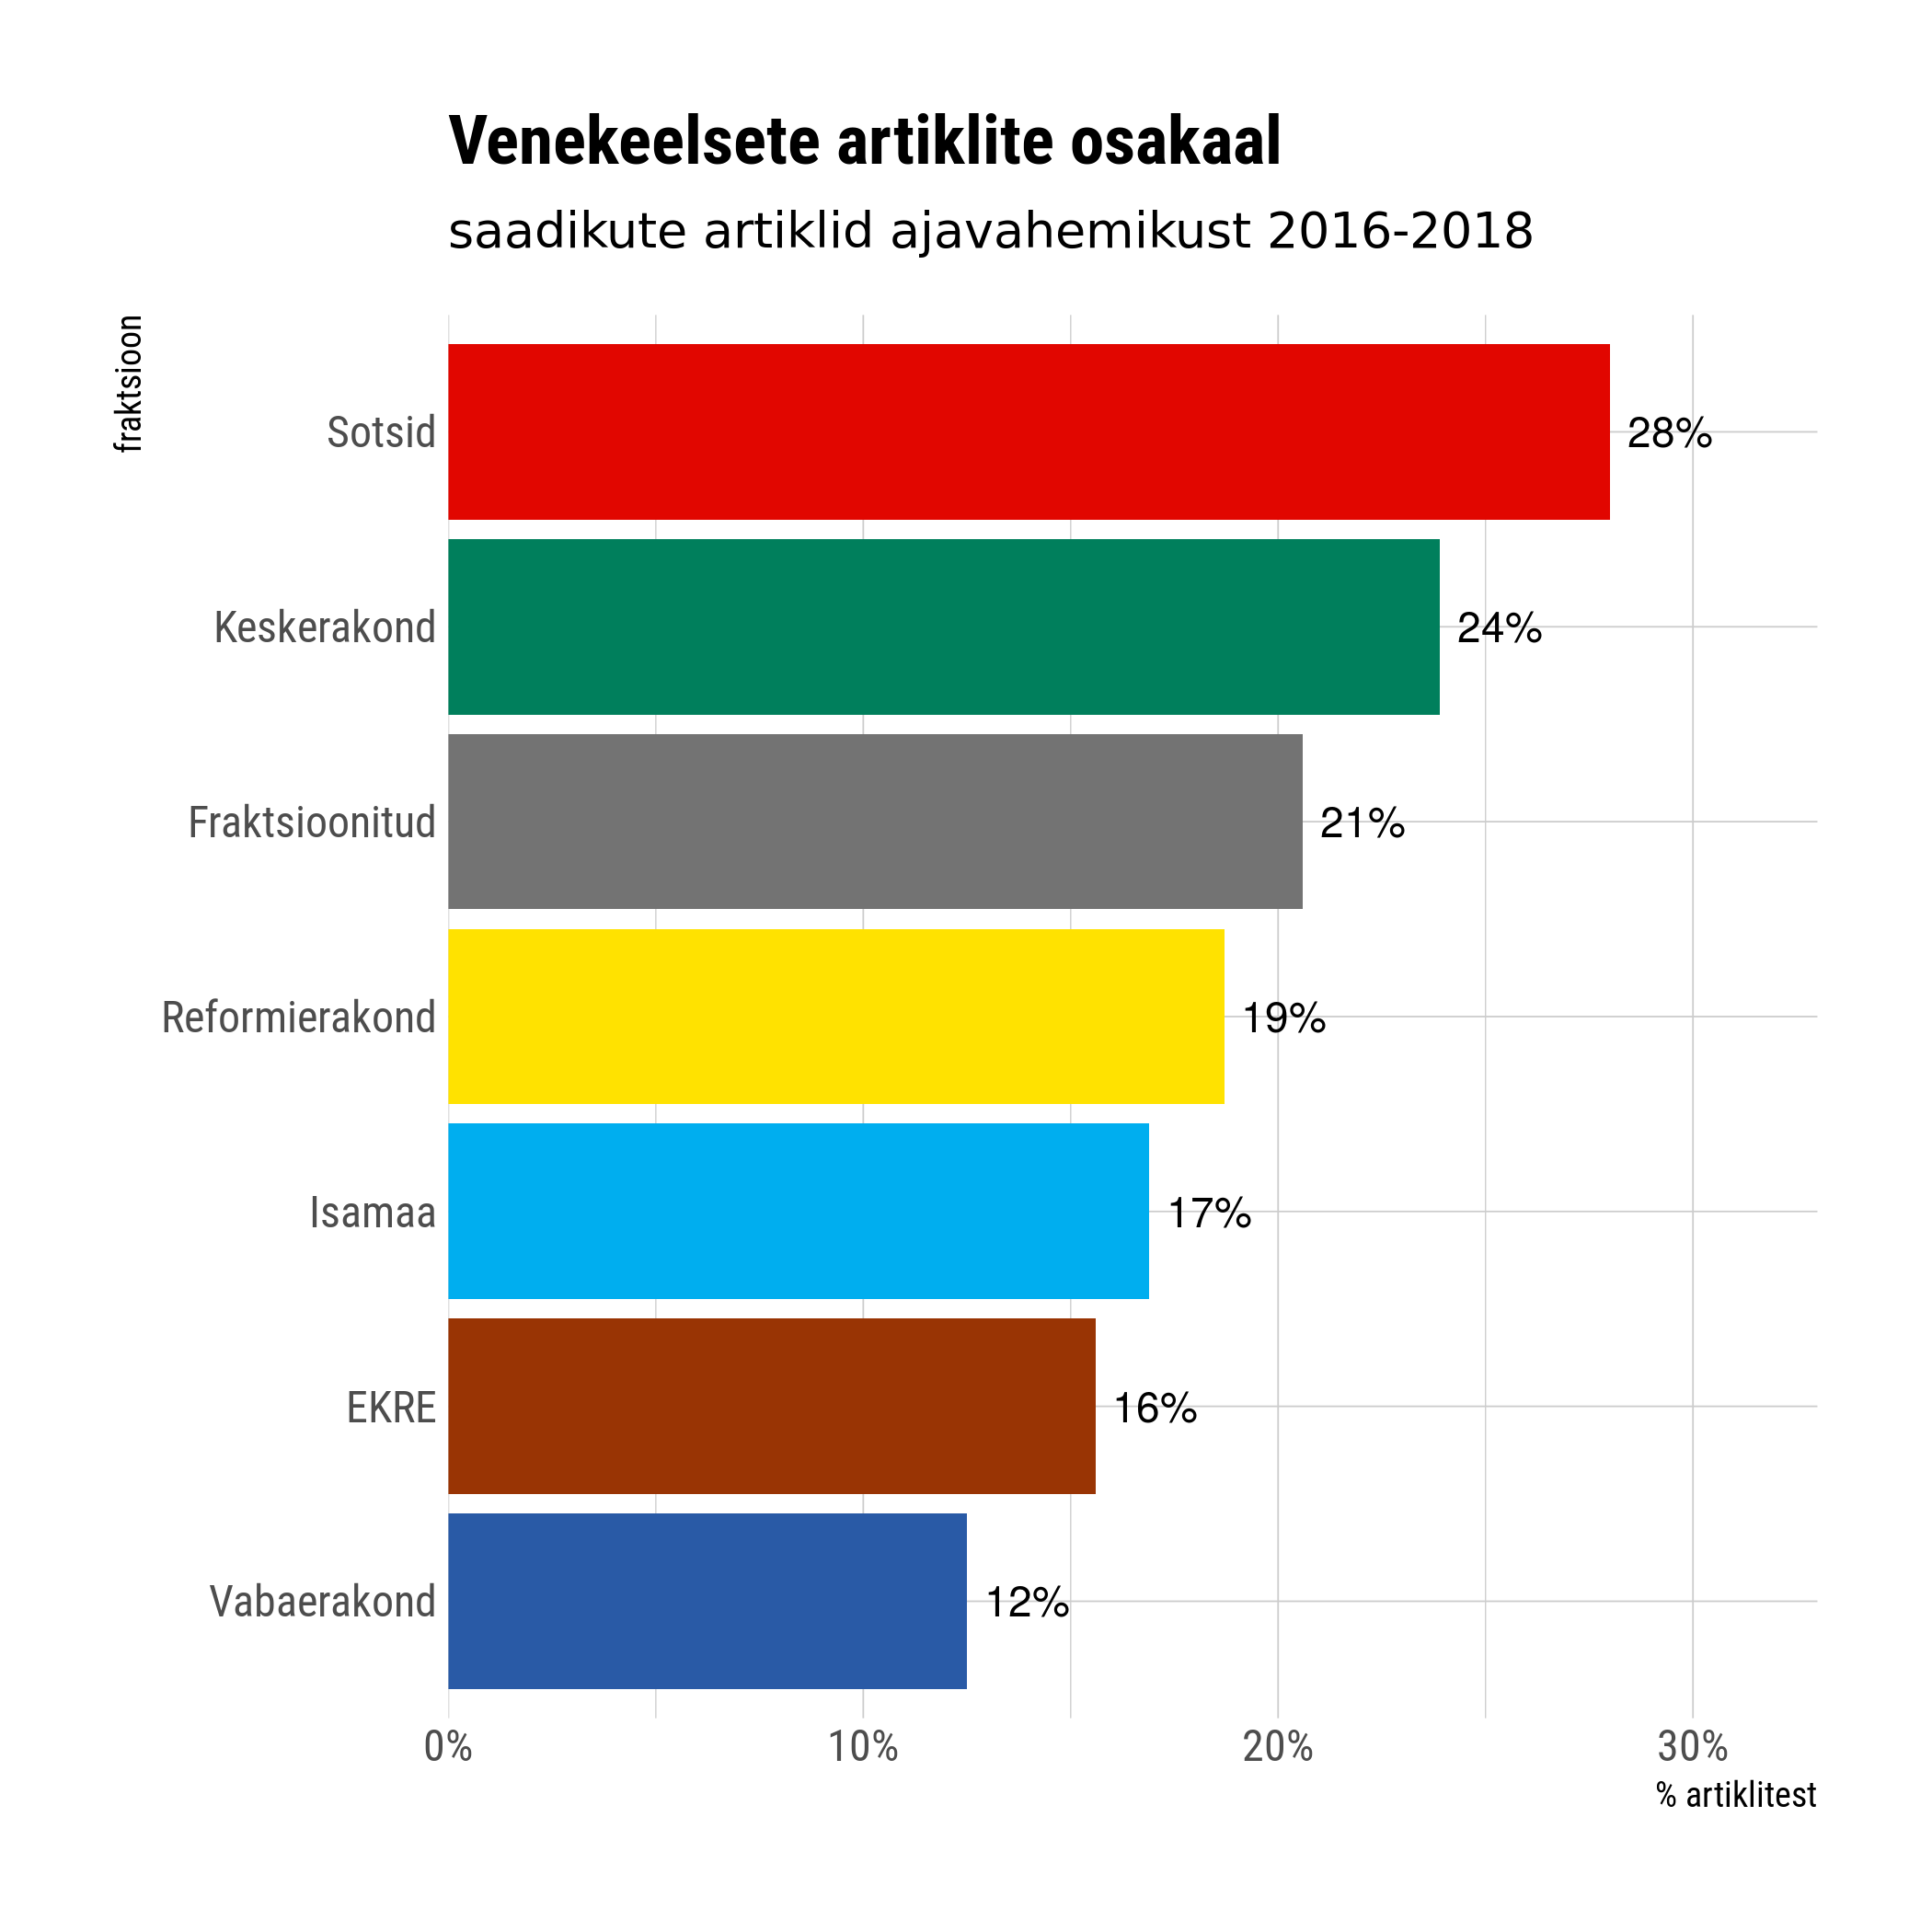 Venekeelsete artiklite osakaal
saadikute artiklid ajavahemikust 2016-2018
fraktsioon
Sotsid 28%
Keskerakond 24%
Fraktsioonitud 21%
Reformierakond 19%
Isamaa 17%
EKRE 16%
Vabaerakond 12%
0% 10% 20% 30%
% artiklitest